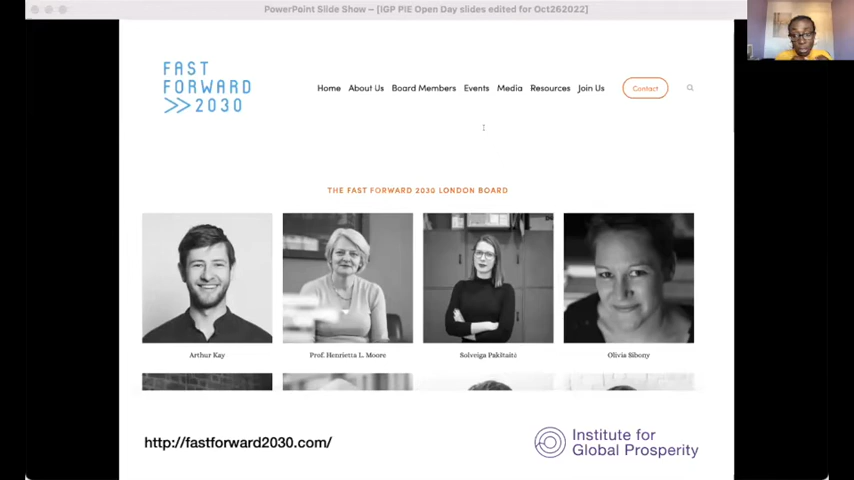 PowerPoint Slide Show – [IGP PIE Open Day slides edited for Oct262022]
FAST
FORWARD
>>2030
Home About Us Board Members Events Media Resources Join Us Contact
THE FAST FORWARD 2030 LONDON BOARD
Arthur Kay Prof. Henrietta L. Moore Solveiga Pakštaitė Olivia Sibony
http://fastforward2030.com/
Institute for
Global Prosperity